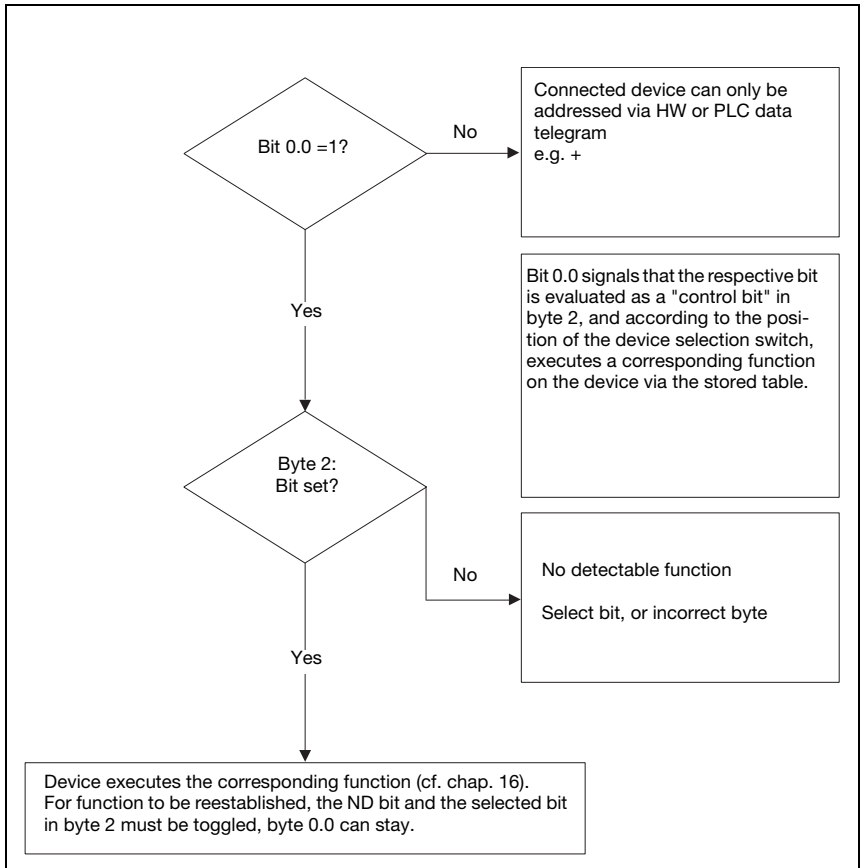 Bit 0.0 =1?
No
Connected device can only be
addressed via HW or PLC data
telegram
e.g. +
Yes
Bit 0.0 signals that the respective bit
is evaluated as a "control bit" in
byte 2, and according to the posi-
tion of the device selection switch,
executes a corresponding function
on the device via the stored table.
Byte 2:
Bit set?
No
No detectable function
Select bit, or incorrect byte
Yes
Device executes the corresponding function (cf. chap. 16).
For function to be reestablished, the ND bit and the selected bit
in byte 2 must be toggled, byte 0.0 can stay.